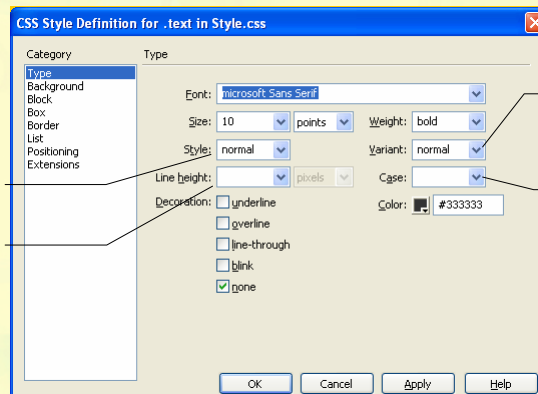 CSS Style Definition for .text in Style.css
Category
Type
Type
Background
Block
Box
Border
List
Positioning
Extensions
Font: microsoft Sans Serif
Size: 10 points Weight: bold
Style: normal Variant: normal
Line height: pixels Case:
Decoration: underline Color: #333333
overline
line-through
blink
none
OK Cancel Apply Help